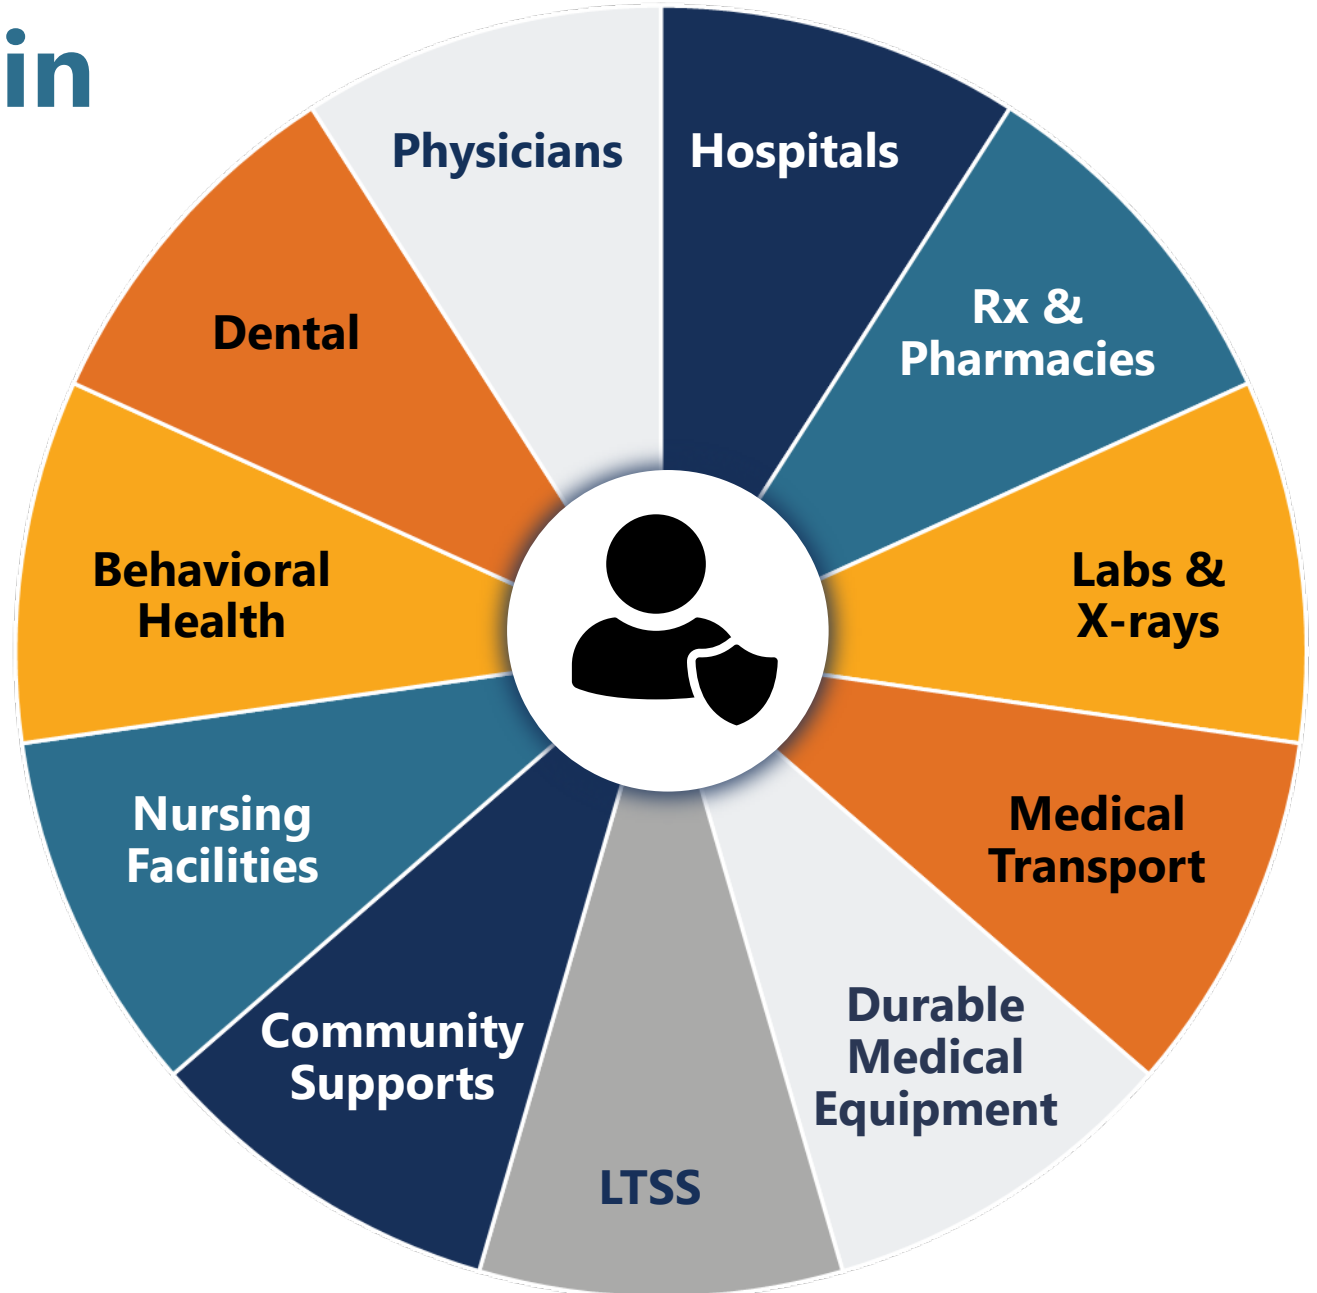 in
Physicians
Hospitals
Rx &
Pharmacies
Labs &
X-rays
Medical
Transport
Durable
Medical
Equipment
LTSS
Community
Supports
Nursing
Facilities
Behavioral
Health
Dental